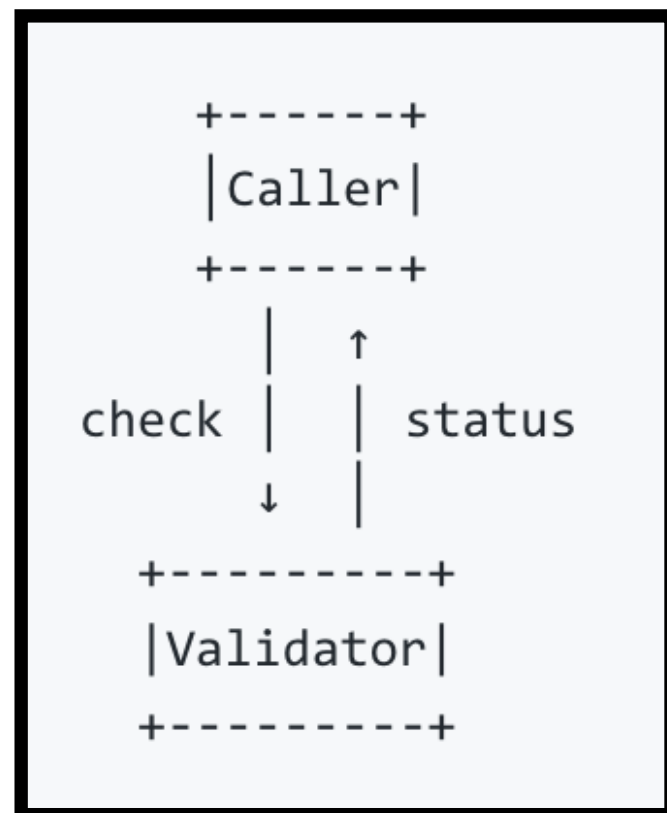 +------+
    |Caller|
    +------+
      |  ↑
check |  | status
      ↓  |
  +---------+
  |Validator|
  +---------+